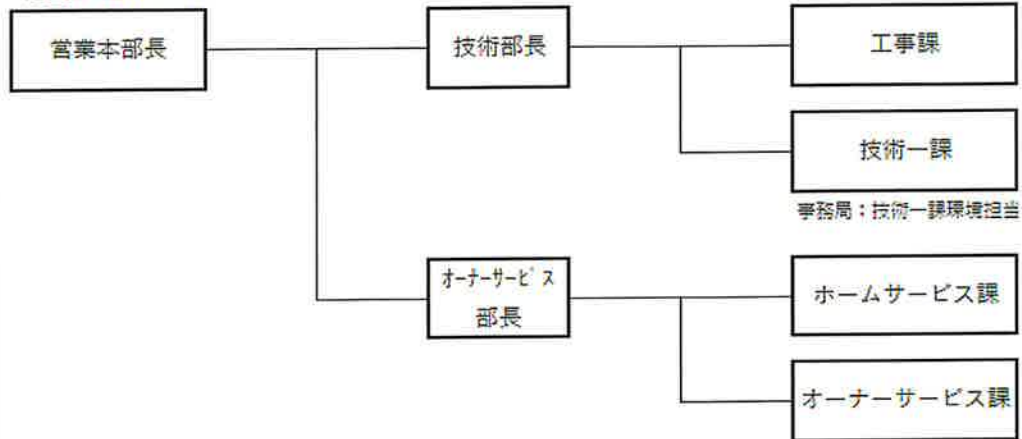 営業本部長
技術部長
工事課
技術一課
事務局：技術一課環境担当
オーナーサービス
部長
ホームサービス課
オーナーサービス課